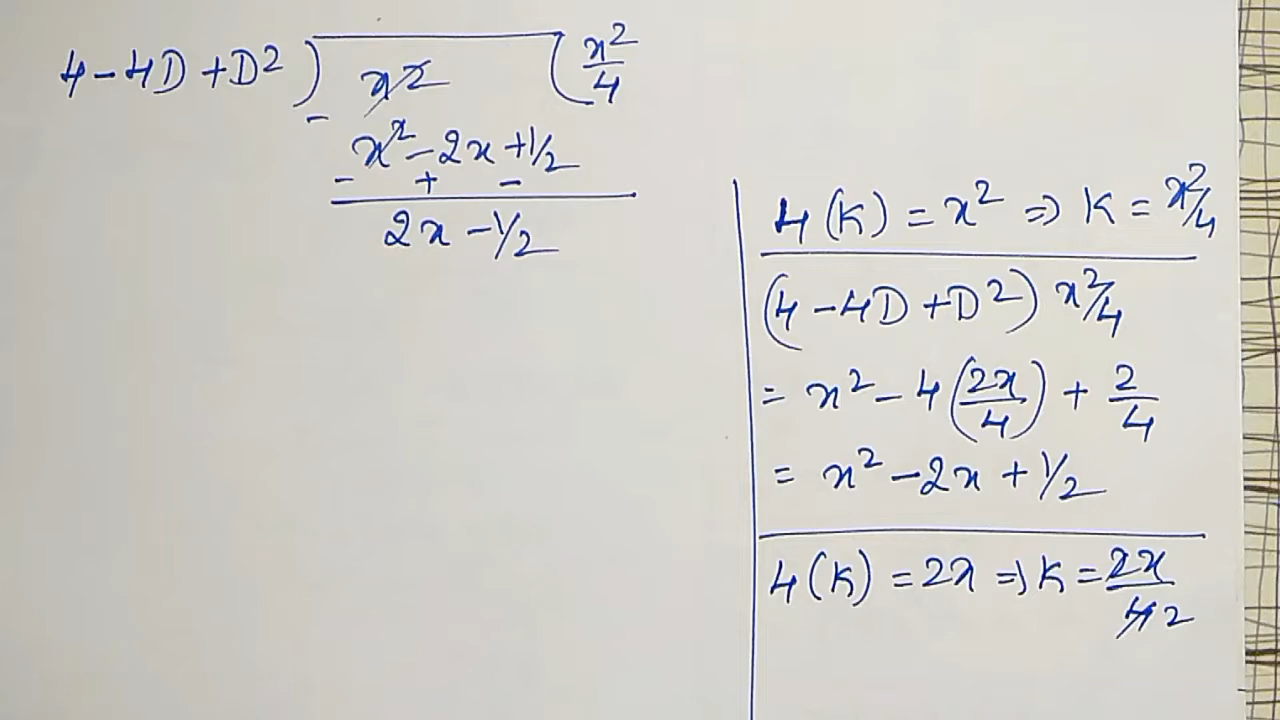 4 - 4D + D² ) x² ( x²/4
-
x² - 2x + 1/2
- + -
2x - 1/2
4(K) = x² ⇒ K = x²/4
(4 - 4D + D²) x²/4
= x² - 4(2x/4) + 2/4
= x² - 2x + 1/2
4(K) = 2x ⇒ K = 2x/4 2